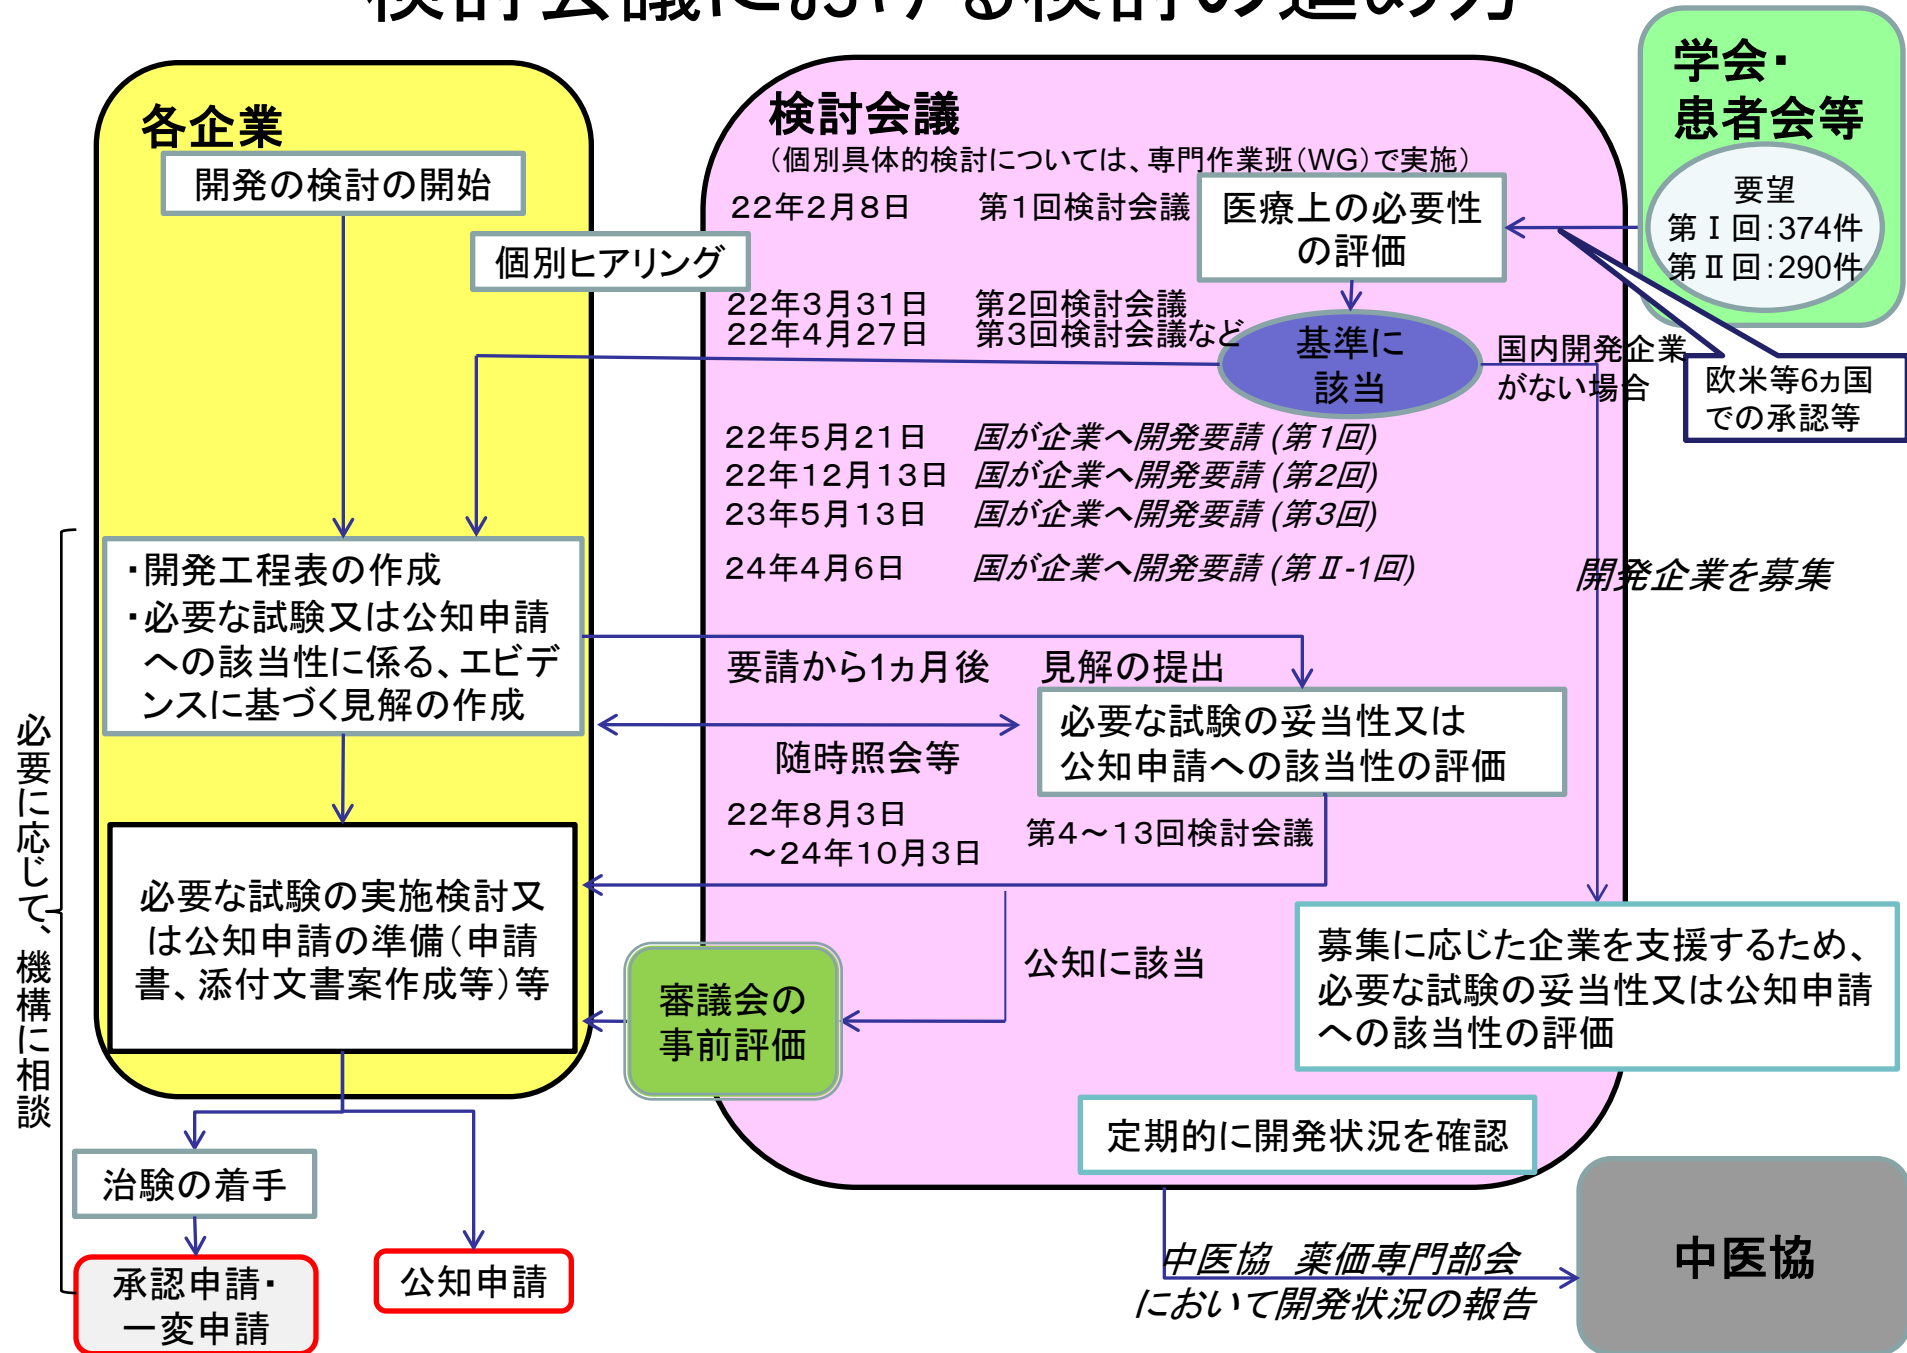 検討会議における検討の進め方
学会・
患者会等
要望
第Ⅰ回:374件
第Ⅱ回:290件
各企業
開発の検討の開始
個別ヒアリング
検討会議
(個別具体的検討については、専門作業班(WG)で実施)
22年2月8日 第1回検討会議
医療上の必要性
の評価
22年3月31日 第2回検討会議
22年4月27日 第3回検討会議など
基準に
該当
国内開発企業
がない場合
欧米等6ヵ国
での承認等
22年5月21日 国が企業へ開発要請 (第1回)
22年12月13日 国が企業へ開発要請 (第2回)
23年5月13日 国が企業へ開発要請 (第3回)
24年4月6日 国が企業へ開発要請 (第Ⅱ-1回)
開発企業を募集
・開発工程表の作成
・必要な試験又は公知申請
への該当性に係る、エビデ
ンスに基づく見解の作成
要請から1ヵ月後 見解の提出
必要な試験の妥当性又は
公知申請への該当性の評価
随時照会等
22年8月3日
~24年10月3日
第4~13回検討会議
必要な試験の実施検討又
は公知申請の準備(申請
書、添付文書案作成等)等
審議会の
事前評価
公知に該当
募集に応じた企業を支援するため、
必要な試験の妥当性又は公知申請
への該当性の評価
定期的に開発状況を確認
必要に応じて、機構に相談
治験の着手
承認申請・
一変申請
公知申請
中医協 薬価専門部会
において開発状況の報告
中医協